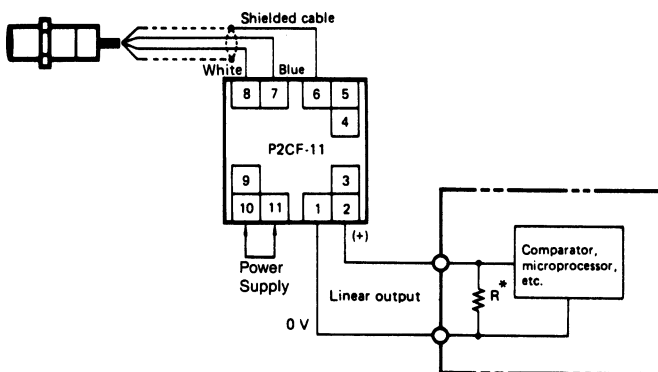 Shielded cable
White
Blue
8 7 6 5
4
P2CF-11
9 3
10 11 1 2
(+)
Power
Supply
Linear output
0 V
Comparator,
microprocessor,
etc.
R*